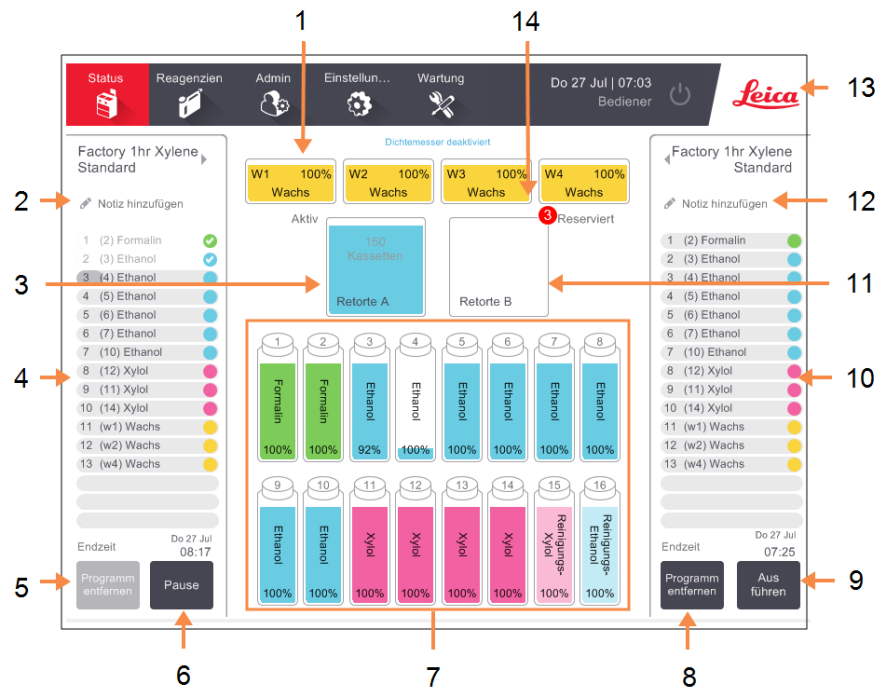 1
14
Status
Reagenzien
Admin
Einstellun...
Wartung
Do 27 Jul | 07:03
Bediener
Leica
13
Dichtemesser deaktiviert
Factory 1hr Xylene
Standard
W1 100%
Wachs
W2 100%
Wachs
W3 100%
Wachs
W4 100%
Wachs
Factory 1hr Xylene
Standard
2
Notiz hinzufügen
Aktiv
3
Reserviert
Notiz hinzufügen
12
1 (2) Formalin
2 (3) Ethanol
3 (4) Ethanol
4 (5) Ethanol
5 (6) Ethanol
6 (7) Ethanol
7 (10) Ethanol
8 (12) Xylol
9 (11) Xylol
10 (14) Xylol
11 (w1) Wachs
12 (w2) Wachs
13 (w4) Wachs
3
4
150
Kassetten
Retorte A
Retorte B
11
1
Formalin
100%
2
Formalin
100%
3
Ethanol
92%
4
Ethanol
100%
5
Ethanol
100%
6
Ethanol
100%
7
Ethanol
100%
8
Ethanol
100%
9
Ethanol
100%
10
Ethanol
100%
11
Xylol
100%
12
Xylol
100%
13
Xylol
100%
14
Xylol
100%
15
Reinigungs-
Xylol
100%
16
Reinigungs-
Ethanol
100%
1 (2) Formalin
2 (3) Ethanol
3 (4) Ethanol
4 (5) Ethanol
5 (6) Ethanol
6 (7) Ethanol
7 (10) Ethanol
8 (12) Xylol
9 (11) Xylol
10 (14) Xylol
11 (w1) Wachs
12 (w2) Wachs
13 (w4) Wachs
10
Endzeit
Do 27 Jul
08:17
Endzeit
Do 27 Jul
07:25
5
Programm
entfernen
Pause
Programm
entfernen
Aus
führen
9
6
7
8